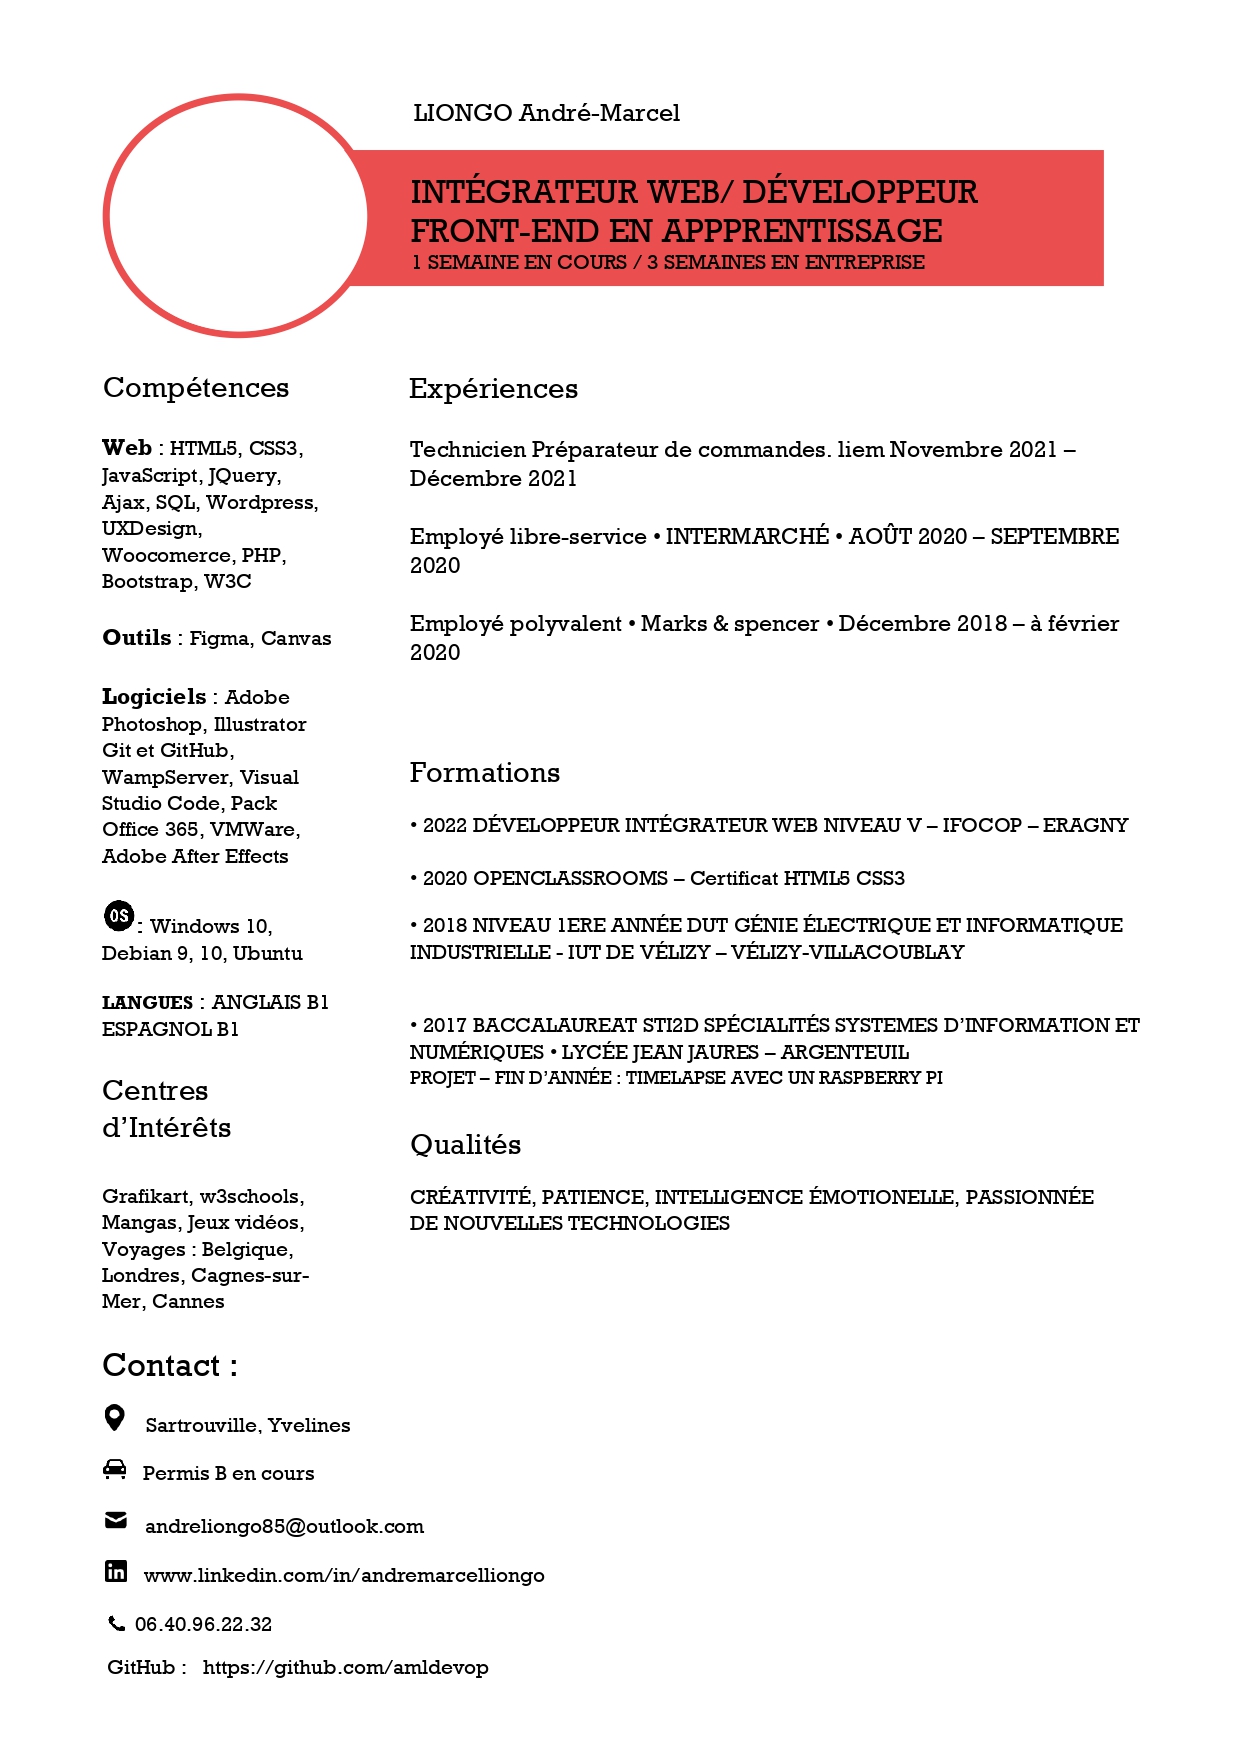 LIONGO André-Marcel
INTÉGRATEUR WEB/ DÉVELOPPEUR
FRONT-END EN APPPRENTISSAGE
1 SEMAINE EN COURS / 3 SEMAINES EN ENTREPRISE
Compétences
Web : HTML5, CSS3,
JavaScript, JQuery,
Ajax, SQL, Wordpress,
UXDesign,
Woocomerce, PHP,
Bootstrap, W3C
Outils : Figma, Canvas
Logiciels : Adobe
Photoshop, Illustrator
Git et GitHub,
WampServer, Visual
Studio Code, Pack
Office 365, VMWare,
Adobe After Effects
OS : Windows 10,
Debian 9, 10, Ubuntu
LANGUES : ANGLAIS B1
ESPAGNOL B1
Centres
d’Intérêts
Grafikart, w3schools,
Mangas, Jeux vidéos,
Voyages : Belgique,
Londres, Cagnes-sur-
Mer, Cannes
Expériences
Technicien Préparateur de commandes. liem Novembre 2021 –
Décembre 2021
Employé libre-service • INTERMARCHÉ • AOÛT 2020 – SEPTEMBRE
2020
Employé polyvalent • Marks & spencer • Décembre 2018 – à février
2020
Formations
• 2022 DÉVELOPPEUR INTÉGRATEUR WEB NIVEAU V – IFOCOP – ERAGNY
• 2020 OPENCLASSROOMS – Certificat HTML5 CSS3
• 2018 NIVEAU 1ERE ANNÉE DUT GÉNIE ÉLECTRIQUE ET INFORMATIQUE
INDUSTRIELLE - IUT DE VÉLIZY – VÉLIZY-VILLACOUBLAY
• 2017 BACCALAUREAT STI2D SPÉCIALITÉS SYSTEMES D’INFORMATION ET
NUMÉRIQUES • LYCÉE JEAN JAURES – ARGENTEUIL
PROJET – FIN D’ANNÉE : TIMELAPSE AVEC UN RASPBERRY PI
Qualités
CRÉATIVITÉ, PATIENCE, INTELLIGENCE ÉMOTIONELLE, PASSIONNÉE
DE NOUVELLES TECHNOLOGIES
Contact :
Sartrouville, Yvelines
Permis B en cours
andreliongo85@outlook.com
www.linkedin.com/in/andremarcelliongo
06.40.96.22.32
GitHub : https://github.com/amldevop